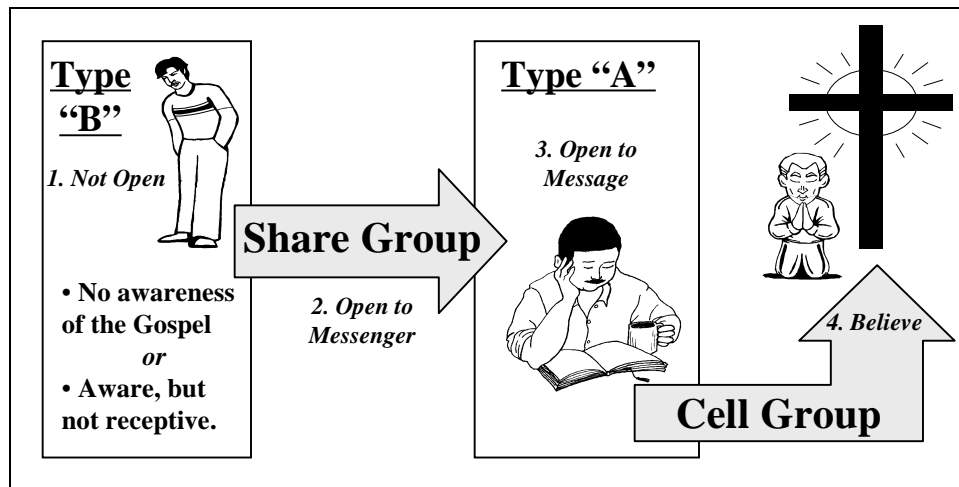 Type
“B”
1. Not Open
• No awareness
of the Gospel
or
• Aware, but
not receptive.
Share Group
2. Open to
Messenger
Type “A”
3. Open to
Message
Cell Group
4. Believe